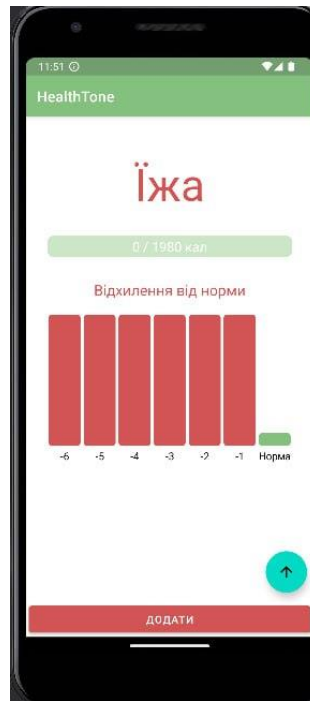 11:51
HealthTone
Їжа
0 / 1980 кал
Відхилення від норми
-6 -5 -4 -3 -2 -1 Норма
ДОДАТИ